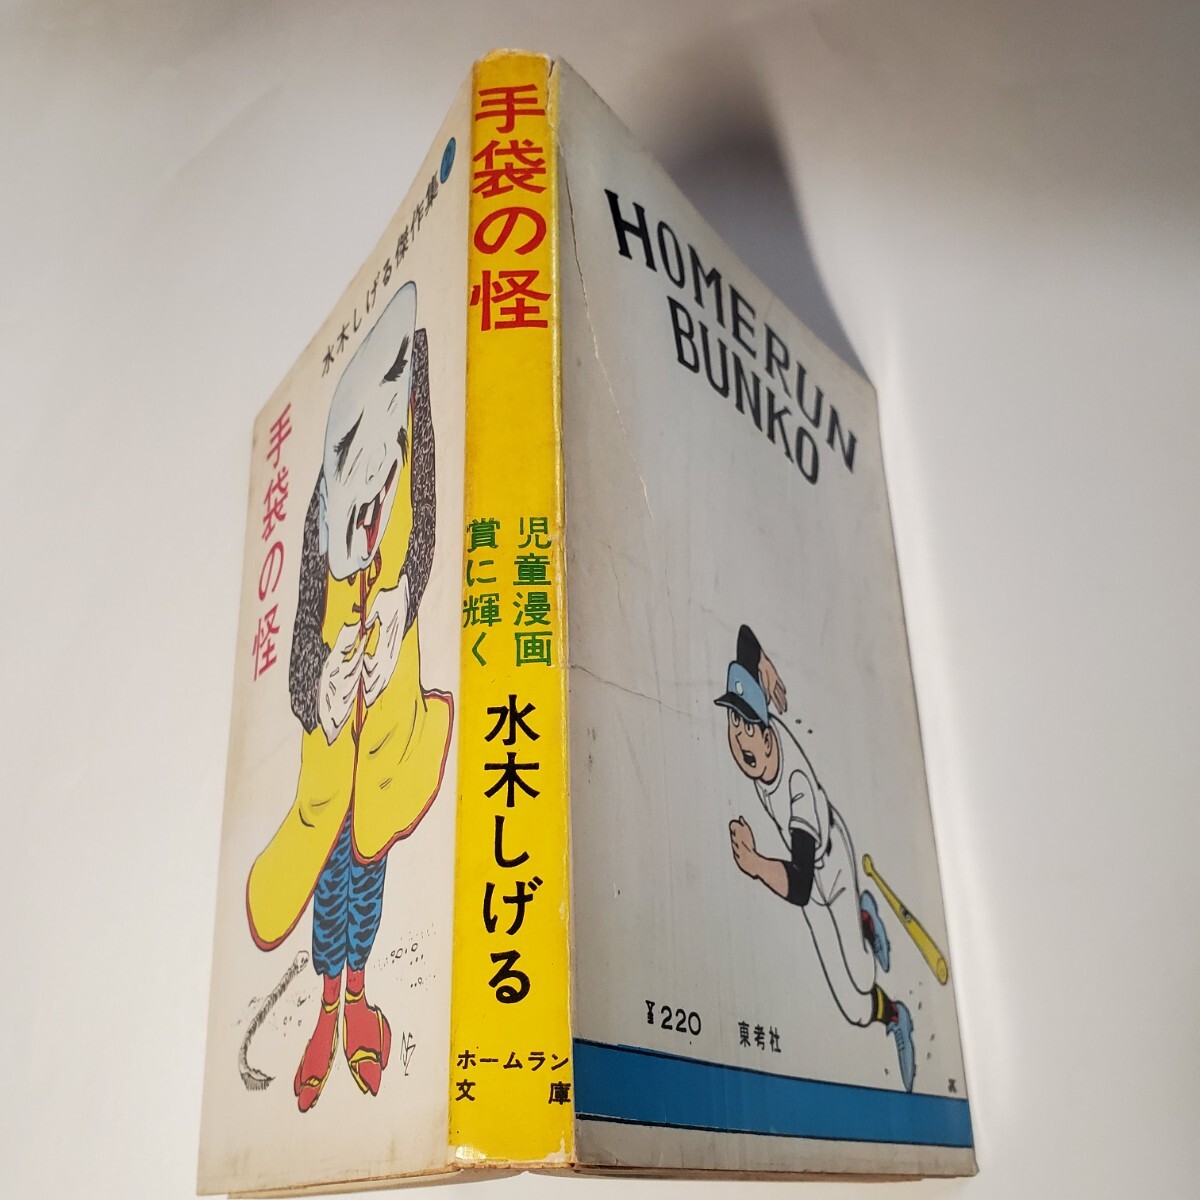 水木しげる傑作集
手袋の怪
手袋の怪
児童漫画
賞に輝く
水木しげる
ホームラン
文庫
HOMERUN
BUNKO
¥220
東考社